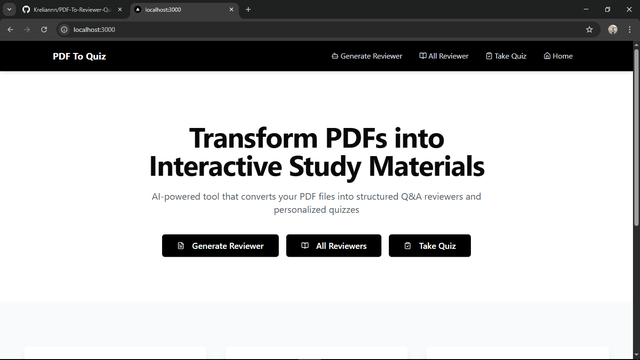 Kreliannn/PDF-To-Reviewer-Qu
localhost:3000
localhost:3000
PDF To Quiz
Generate Reviewer
All Reviewer
Take Quiz
Home
Transform PDFs into
Interactive Study Materials
AI-powered tool that converts your PDF files into structured Q&A reviewers and
personalized quizzes
Generate Reviewer
All Reviewers
Take Quiz